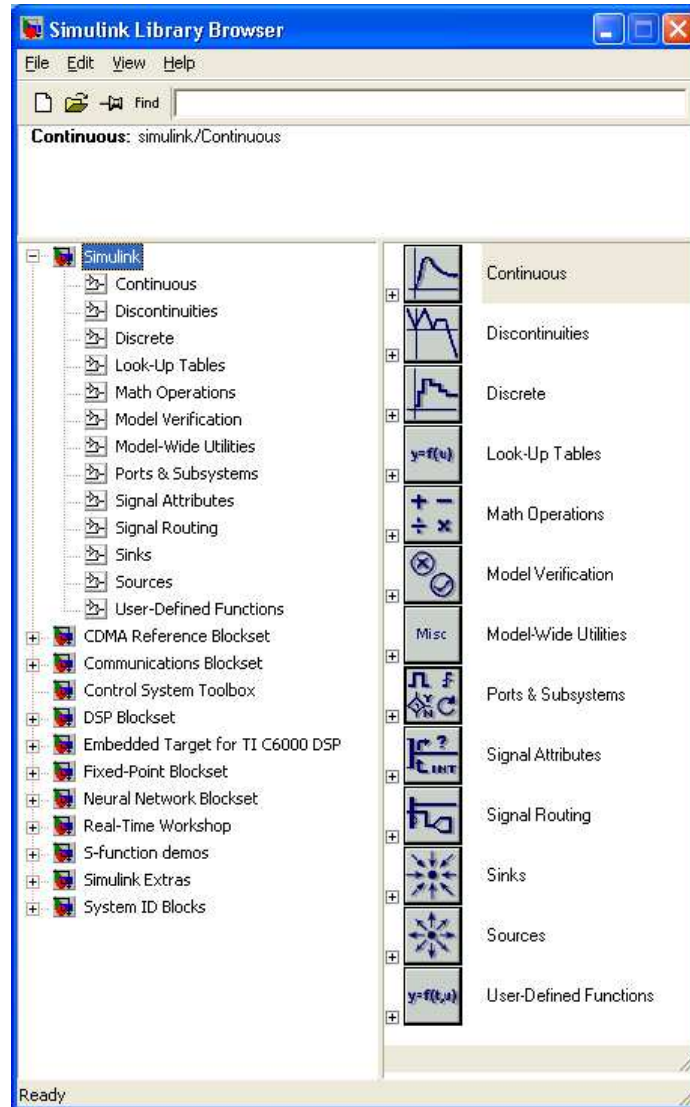 Simulink Library Browser
File Edit View Help
Find
Continuous: simulink/Continuous
Simulink
Continuous
Discontinuities
Discrete
Look-Up Tables
Math Operations
Model Verification
Model-Wide Utilities
Ports & Subsystems
Signal Attributes
Signal Routing
Sinks
Sources
User-Defined Functions
CDMA Reference Blockset
Communications Blockset
Control System Toolbox
DSP Blockset
Embedded Target for TI C6000 DSP
Fixed-Point Blockset
Neural Network Blockset
Real-Time Workshop
S-function demos
Simulink Extras
System ID Blocks
Continuous
Discontinuities
Discrete
y=f(u) Look-Up Tables
+ − ÷ × Math Operations
Model Verification
Misc Model-Wide Utilities
Y N Ports & Subsystems
? INT Signal Attributes
Signal Routing
Sinks
Sources
y=f(t,u) User-Defined Functions
Ready